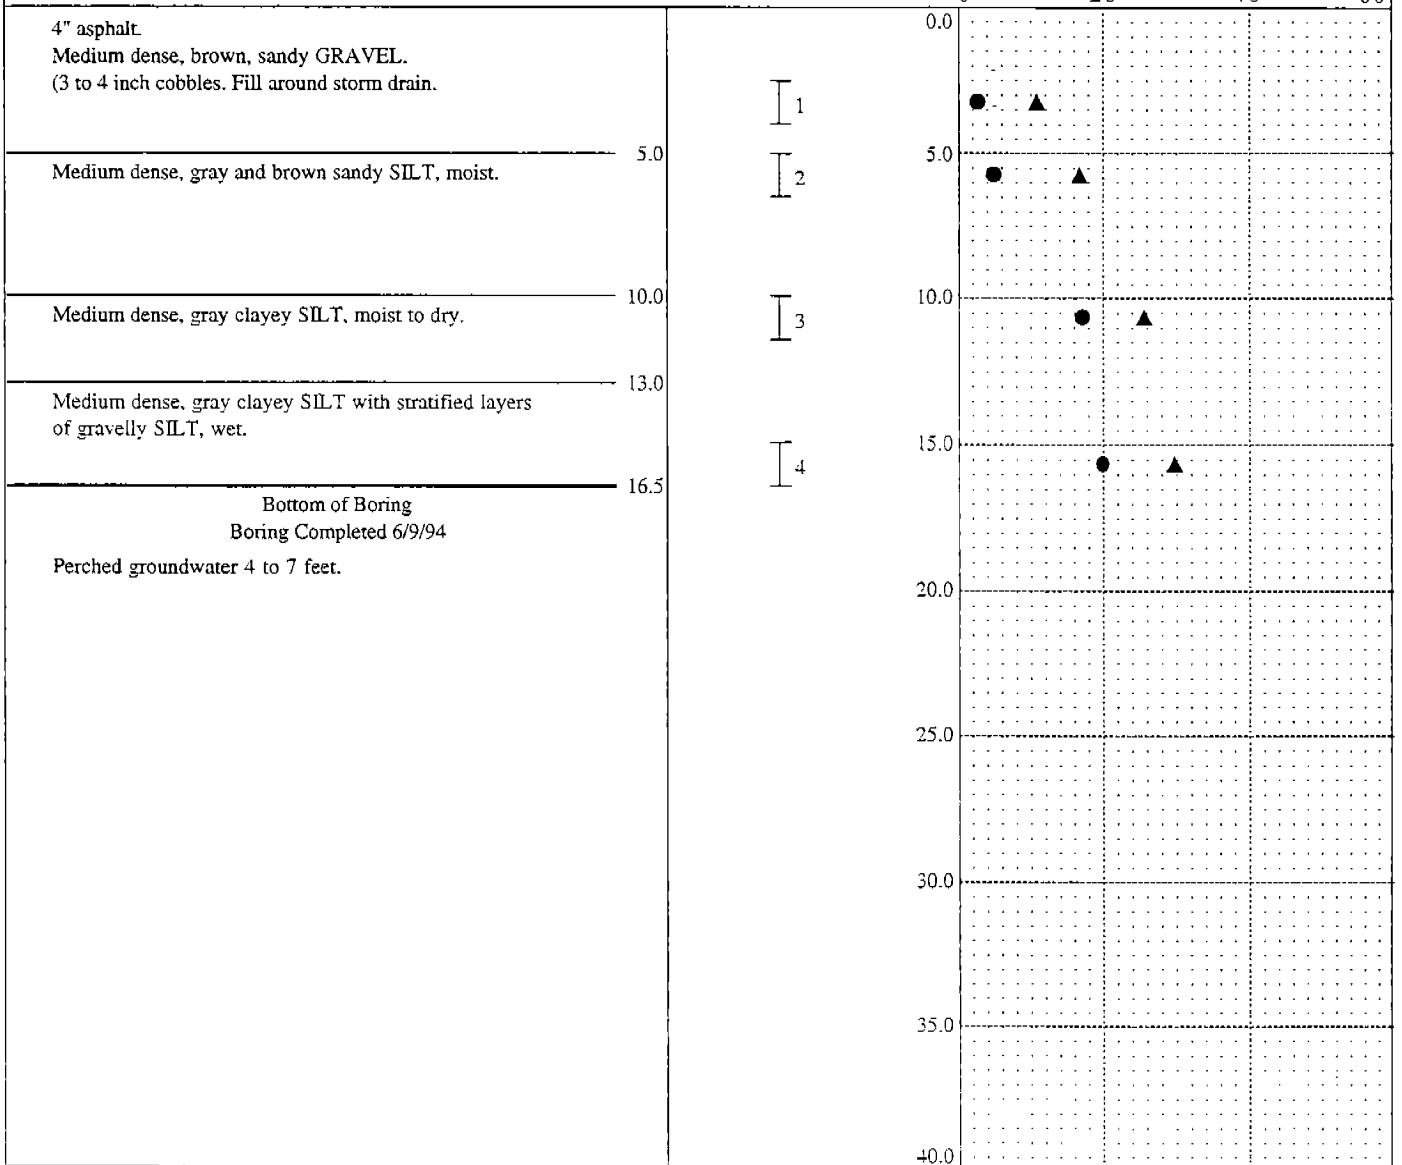 0.0
4" asphalt.
Medium dense, brown, sandy GRAVEL.
(3 to 4 inch cobbles. Fill around storm drain.
1
5.0
5.0
Medium dense, gray and brown sandy SILT, moist.
2
10.0
10.0
Medium dense, gray clayey SILT, moist to dry.
3
13.0
Medium dense, gray clayey SILT with stratified layers
of gravelly SILT, wet.
15.0
4
16.5
Bottom of Boring
Boring Completed 6/9/94
Perched groundwater 4 to 7 feet.
20.0
25.0
30.0
35.0
40.0